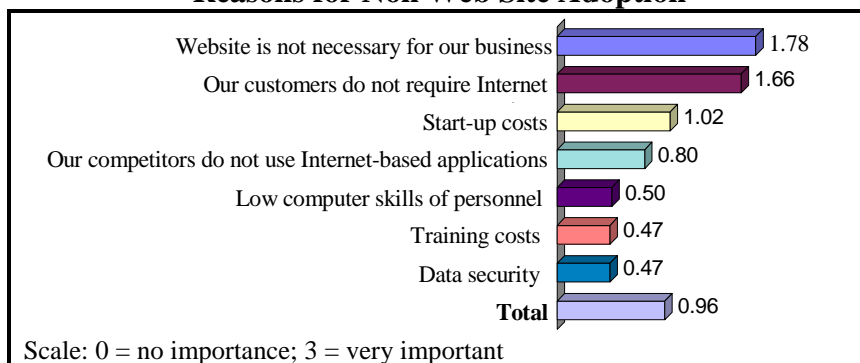 Reasons for Non-Web Site Adoption
Website is not necessary for our business 1.78
Our customers do not require Internet 1.66
Start-up costs 1.02
Our competitors do not use Internet-based applications 0.80
Low computer skills of personnel 0.50
Training costs 0.47
Data security 0.47
Total 0.96
Scale: 0 = no importance; 3 = very important